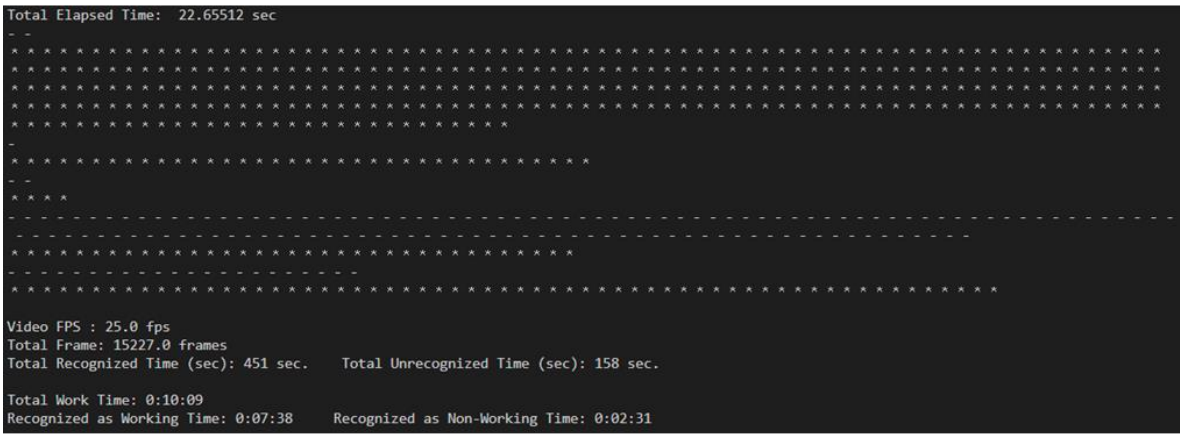 Total Elapsed Time: 22.65512 sec
- -
* * * * * * * * * * * * * * * * * * * * * * * * * * * * * * * * * * * * * * * * * * * * * * * * * * * * * * * * * * * * * * * * * * * * * * *
* * * * * * * * * * * * * * * * * * * * * * * * * * * * * * * * * * * * * * * * * * * * * * * * * * * * * * * * * * * * * * * * * * * * * * *
* * * * * * * * * * * * * * * * * * * * * * * * * * * * * * * * * * * * * * * * * * * * * * * * * * * * * * * * * * * * * * * * * * * * * * *
* * * * * * * * * * * * * * * * * * * * * * * * * * * * * * * * * * * * * * * * * * * * * * * * * * * * * * * * * * * * * * * * * * * * * * *
* * * * * * * * * * * * * * * * * * * * * * * * * * * * * * *
-
* * * * * * * * * * * * * * * * * * * * * * * * * * * * * * * * * * * *
- -
* * * *
- - - - - - - - - - - - - - - - - - - - - - - - - - - - - - - - - - - - - - - - - - - - - - - - - - - - - - - - - - - - - - - - - - - - - - - -
- - - - - - - - - - - - - - - - - - - - - - - - - - - - - - - - - - - - - - - - - - - - - - - - - - - - - - - - - - -
* * * * * * * * * * * * * * * * * * * * * * * * * * * * * * * * * * *
- - - - - - - - - - - - - - - - - - - - - -
* * * * * * * * * * * * * * * * * * * * * * * * * * * * * * * * * * * * * * * * * * * * * * * * * * * * * * * * * * * * *
Video FPS : 25.0 fps
Total Frame: 15227.0 frames
Total Recognized Time (sec): 451 sec. Total Unrecognized Time (sec): 158 sec.
Total Work Time: 0:10:09
Recognized as Working Time: 0:07:38 Recognized as Non-Working Time: 0:02:31